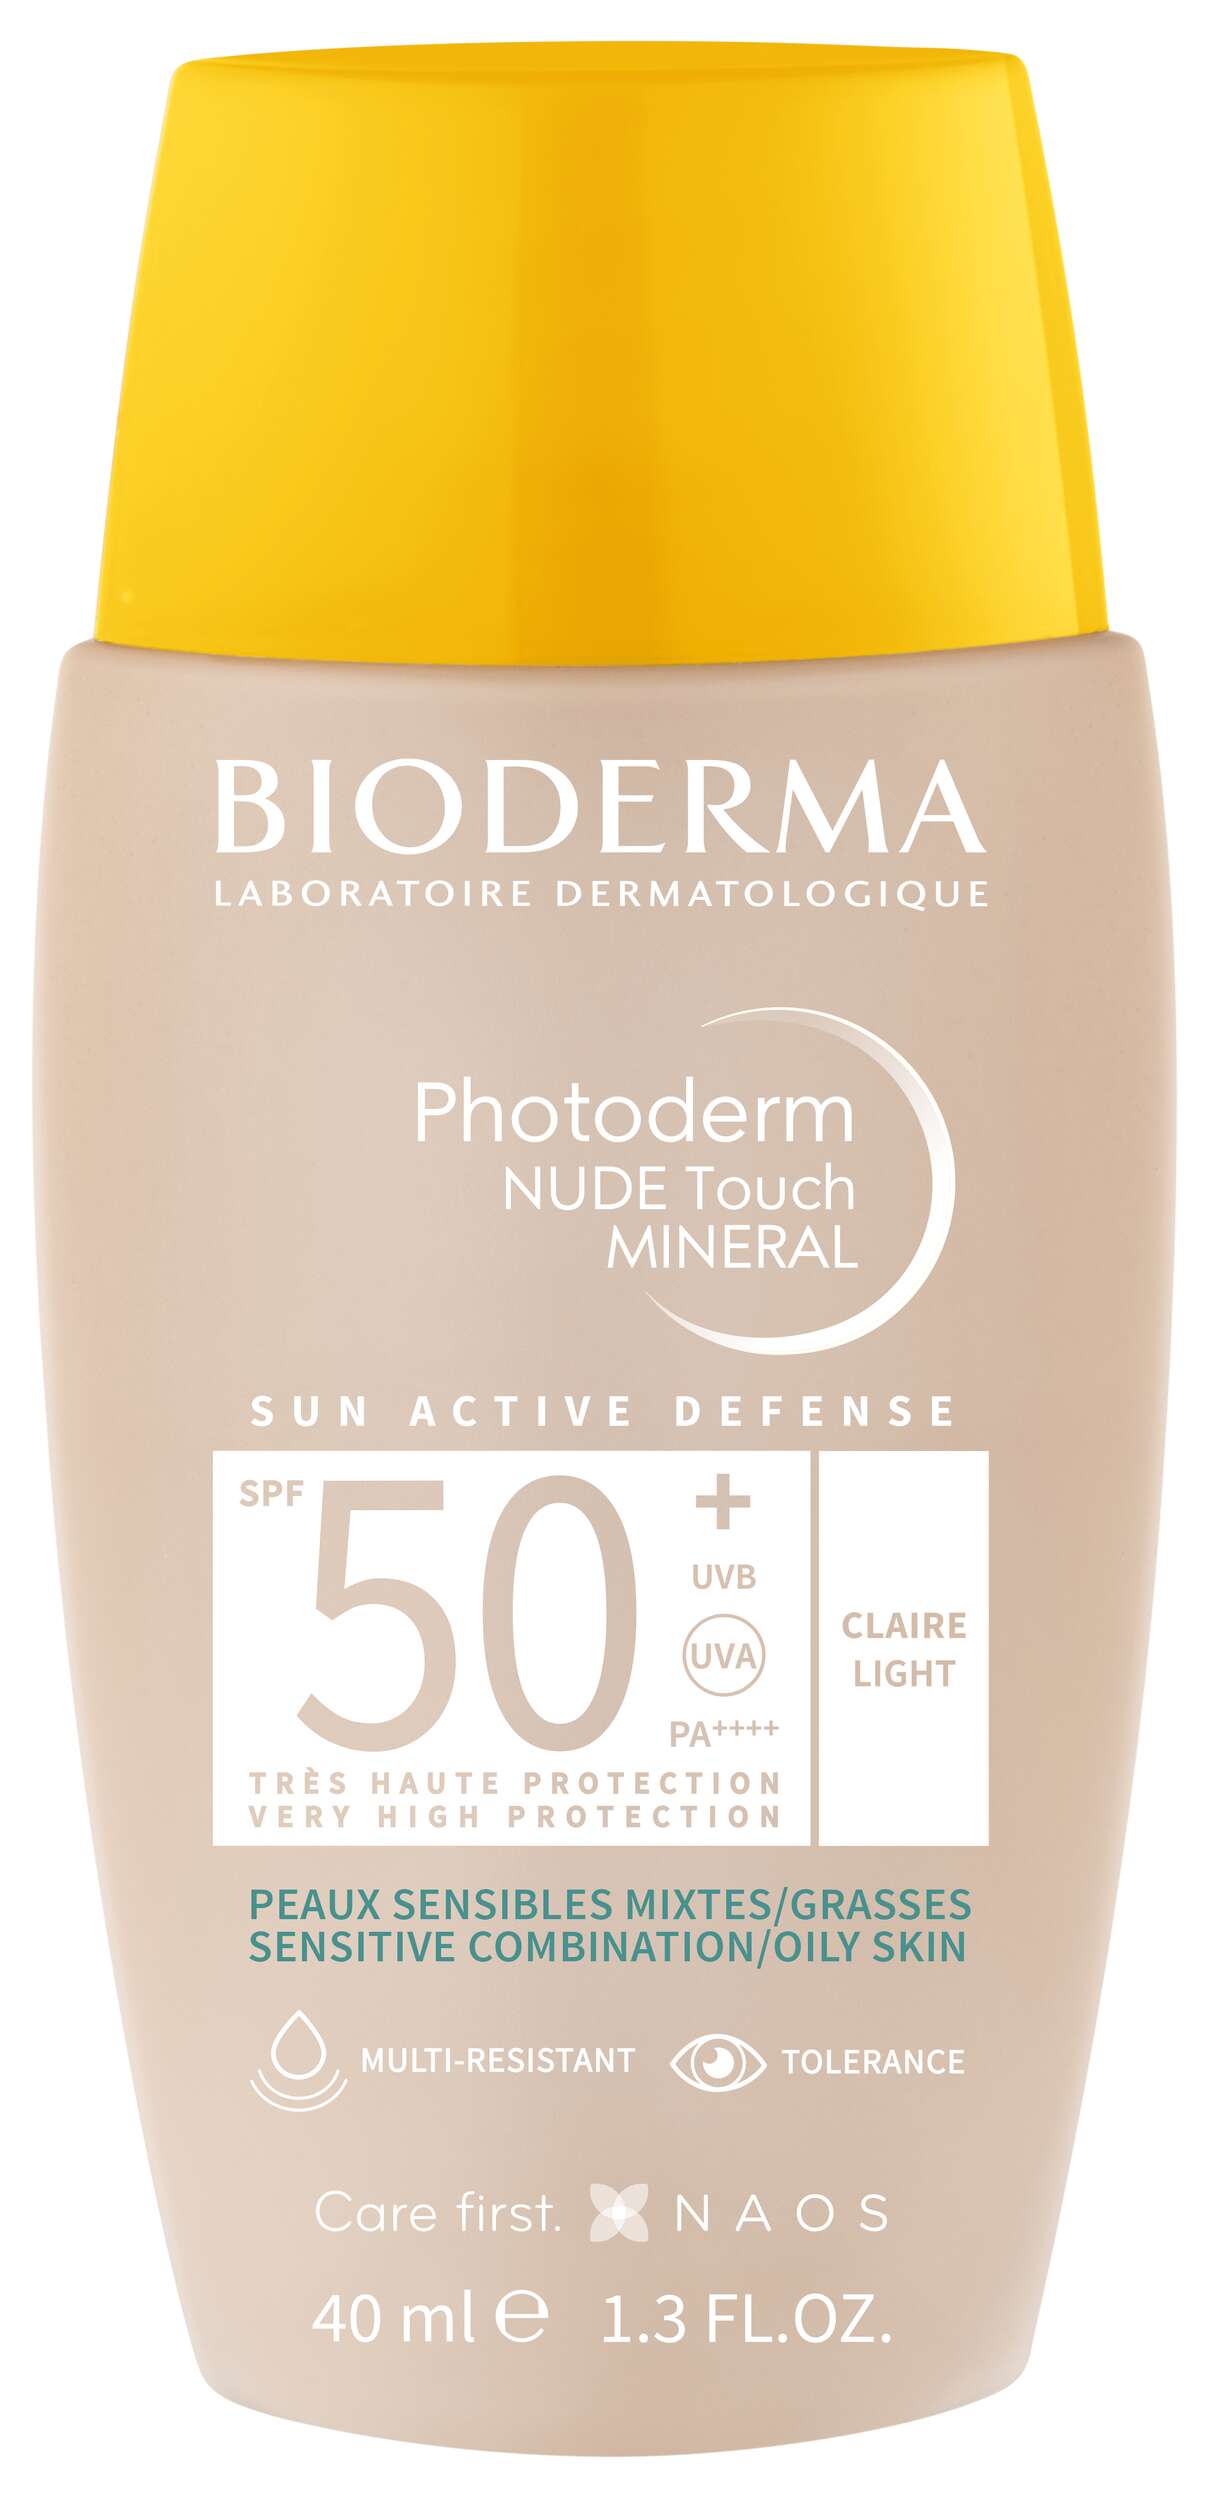 BIODERMA
LABORATOIRE DERMATOLOGIQUE
Photoderm
NUDE Touch
MINERAL
SUN ACTIVE DEFENSE
SPF 50+
UVB
UVA
PA++++
TRÈS HAUTE PROTECTION
VERY HIGH PROTECTION
CLAIRE
LIGHT
PEAUX SENSIBLES MIXTES/GRASSES
SENSITIVE COMBINATION/OILY SKIN
MULTI-RESISTANT TOLERANCE
Care first. NAOS
40 ml ℮ 1.3 FL.OZ.